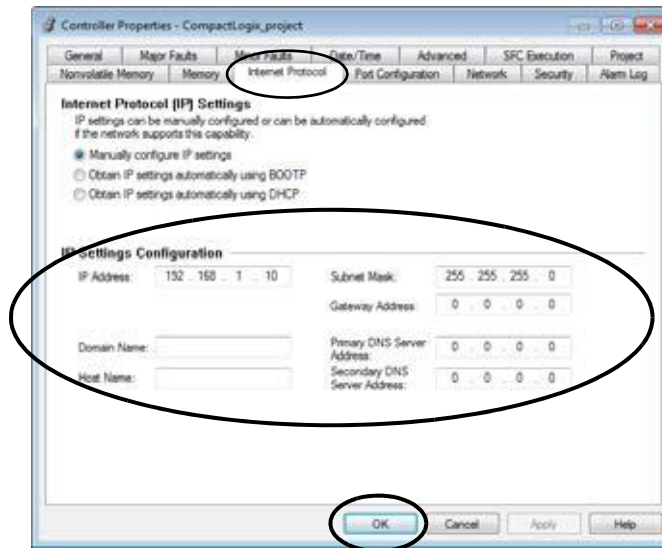 Controller Properties - CompactLogix_project
General Major Faults Minor Faults Date/Time Advanced SFC Execution Project
Nonvolatile Memory Memory Internet Protocol Port Configuration Network Security Alarm Log
Internet Protocol (IP) Settings
IP settings can be manually configured or can be automatically configured
if the network supports this capability.
Manually configure IP settings
Obtain IP settings automatically using BOOTP
Obtain IP settings automatically using DHCP
IP Settings Configuration
IP Address: 192 . 168 . 1 . 10 Subnet Mask: 255 . 255 . 255 . 0
Gateway Address: 0 . 0 . 0 . 0
Domain Name: Primary DNS Server Address: 0 . 0 . 0 . 0
Host Name: Secondary DNS Server Address: 0 . 0 . 0 . 0
OK Cancel Apply Help